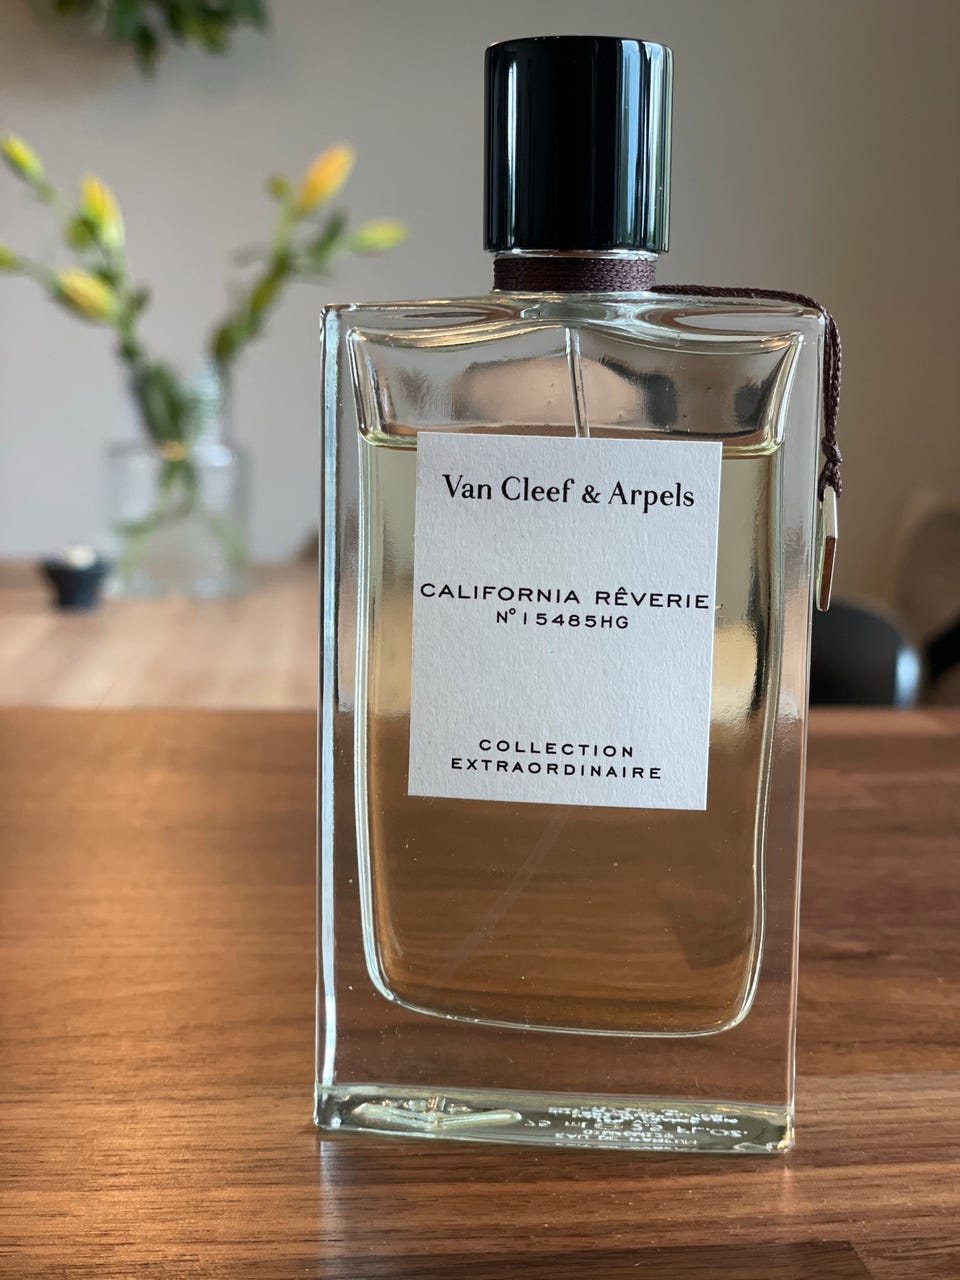 Van Cleef & Arpels
CALIFORNIA RÊVERIE
N° 15485HG
COLLECTION
EXTRAORDINAIRE